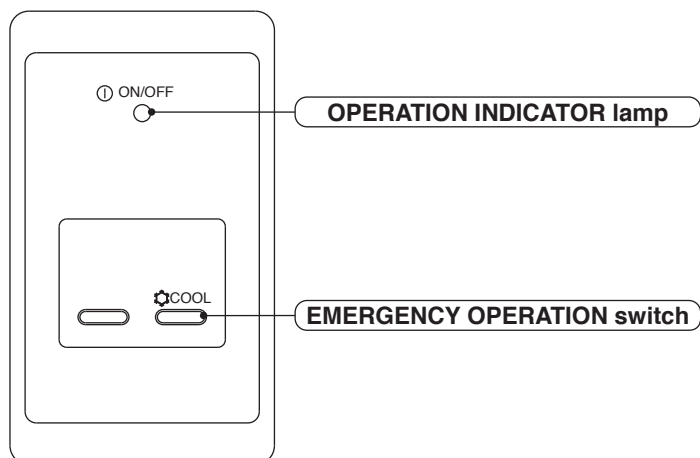 ON/OFF
OPERATION INDICATOR lamp
COOL
EMERGENCY OPERATION switch